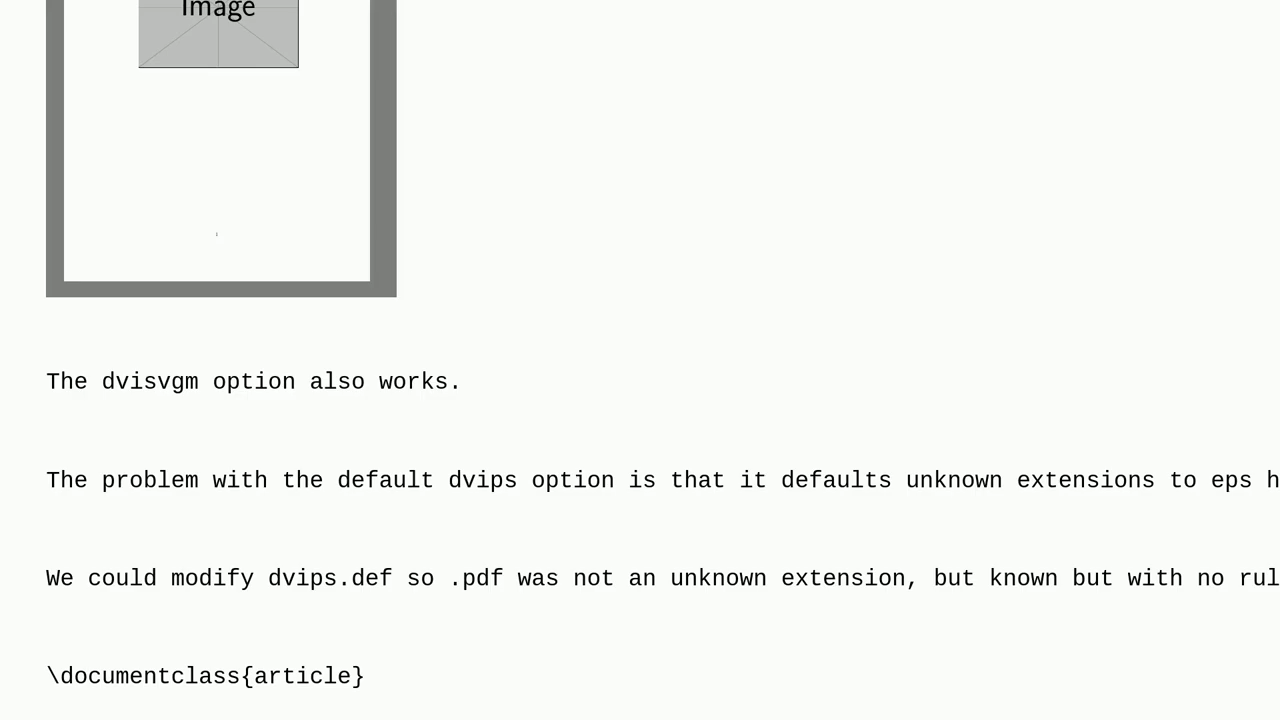 Image
The dvisvgm option also works.
The problem with the default dvips option is that it defaults unknown extensions to eps
We could modify dvips.def so .pdf was not an unknown extension, but known but with no
\documentclass{article}